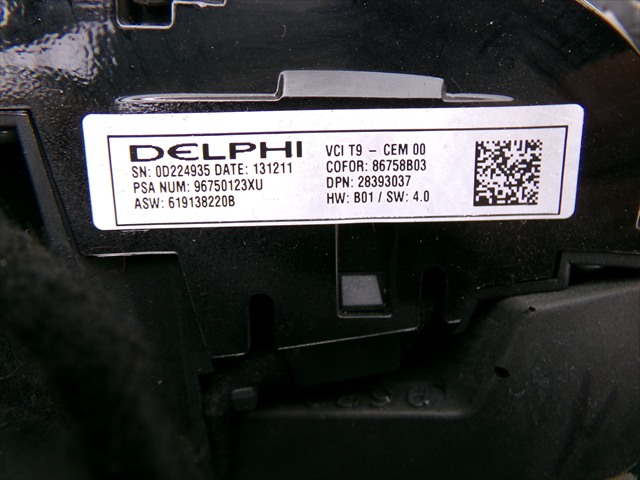 DELPHI
SN: 0D224935 DATE: 131211
PSA NUM: 96750123XU
ASW: 619138220B
VCI T9 - CEM 00
COFOR: 86758B03
DPN: 28393037
HW: B01 / SW: 4.0